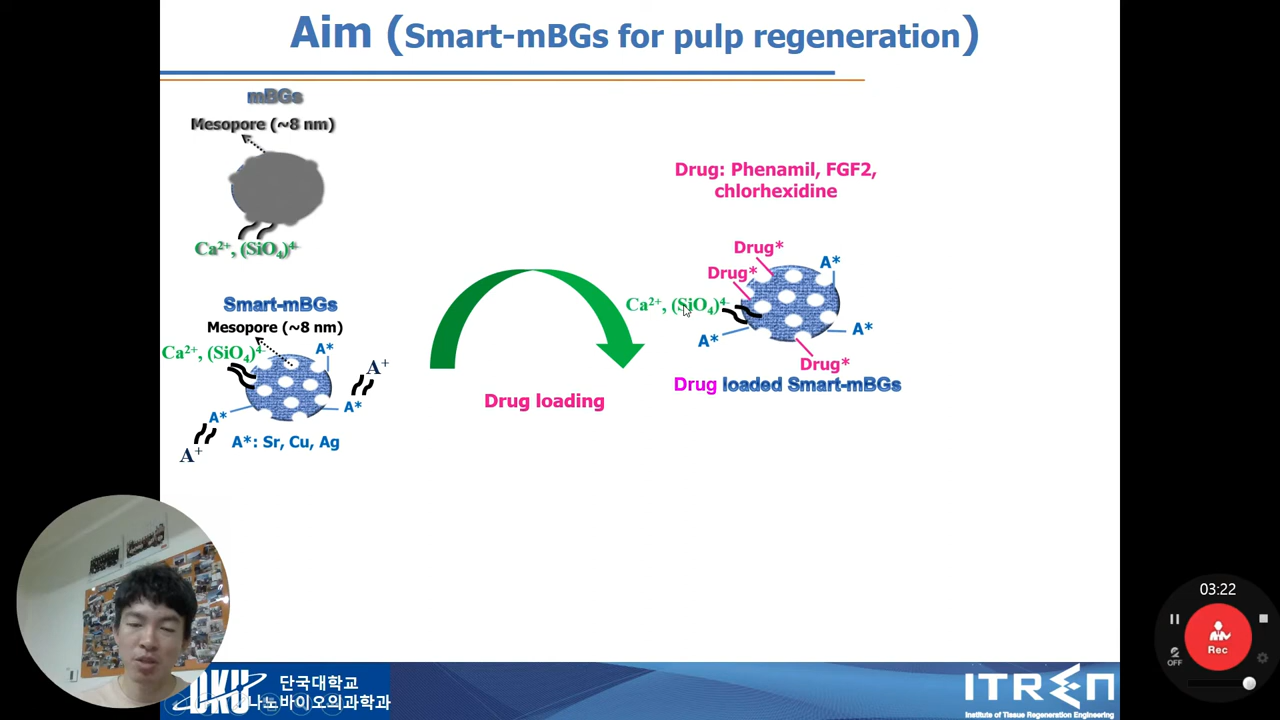 Aim (Smart-mBGs for pulp regeneration)
mBGs
Mesopore (~8 nm)
Ca²⁺, (SiO₄)⁴⁻
Smart-mBGs
Mesopore (~8 nm)
Ca²⁺, (SiO₄)⁴⁻
A*
A⁺
A*
A*
A⁺
A*: Sr, Cu, Ag
Drug loading
Drug: Phenamil, FGF2,
chlorhexidine
Drug*
A*
Drug*
Ca²⁺, (SiO₄)⁴⁻
A*
A*
Drug*
Drug loaded Smart-mBGs
03:22
Rec
OFF
DKU
단국대학교
나노바이오의과학과
ITREN
Institute of Tissue Regeneration Engineering